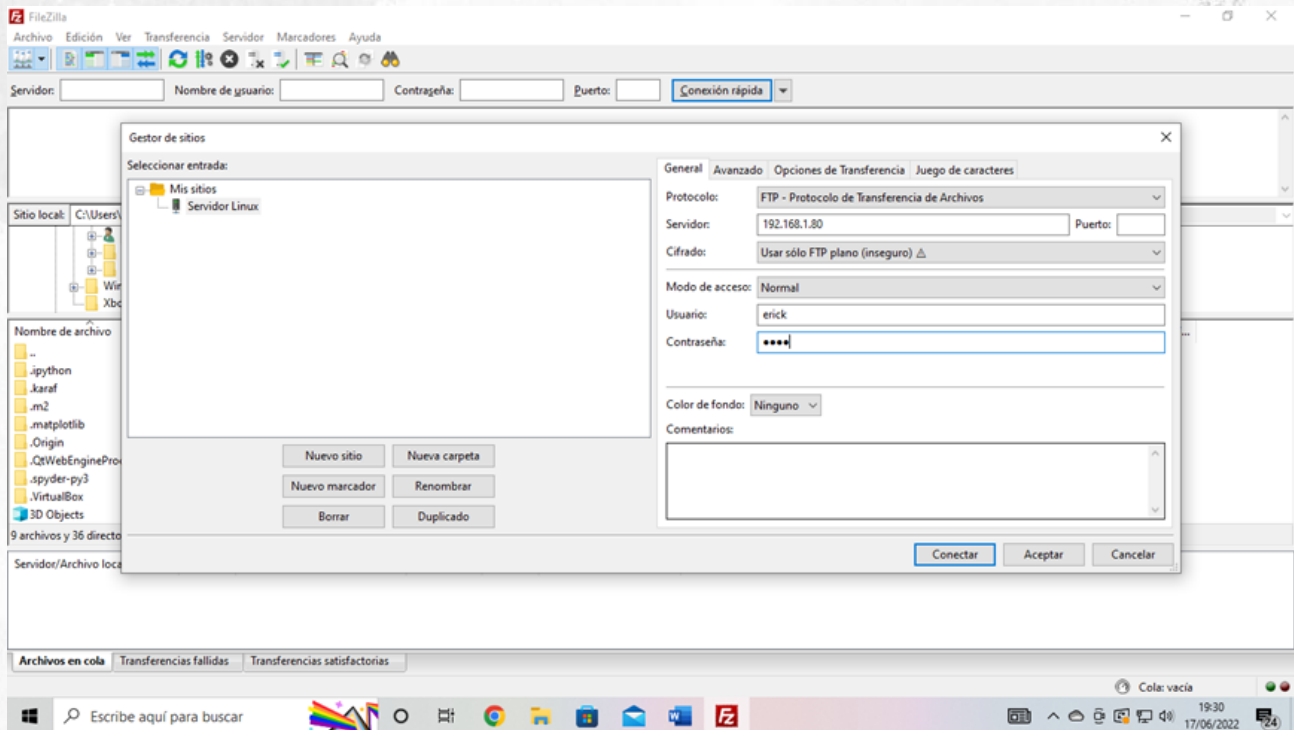 FileZilla
Archivo Edición Ver Transferencia Servidor Marcadores Ayuda
Servidor: Nombre de usuario: Contraseña: Puerto: Conexión rápida
Gestor de sitios
Seleccionar entrada:
Mis sitios
Servidor Linux
General Avanzado Opciones de Transferencia Juego de caracteres
Protocolo: FTP - Protocolo de Transferencia de Archivos
Servidor: 192.168.1.80 Puerto:
Cifrado: Usar sólo FTP plano (inseguro) ⚠
Modo de acceso: Normal
Usuario: erick
Contraseña: ••••
Color de fondo: Ninguno
Comentarios:
Nuevo sitio Nueva carpeta
Nuevo marcador Renombrar
Borrar Duplicado
Conectar Aceptar Cancelar
Sitio local: C:\Users\
Win
Xbo
Nombre de archivo
..
.ipython
.karaf
.m2
.matplotlib
.Origin
.QtWebEnginePro
.spyder-py3
.VirtualBox
3D Objects
9 archivos y 36 directo
Servidor/Archivo loca
Archivos en cola Transferencias fallidas Transferencias satisfactorias
Cola: vacía
Escribe aquí para buscar
19:30
17/06/2022
24